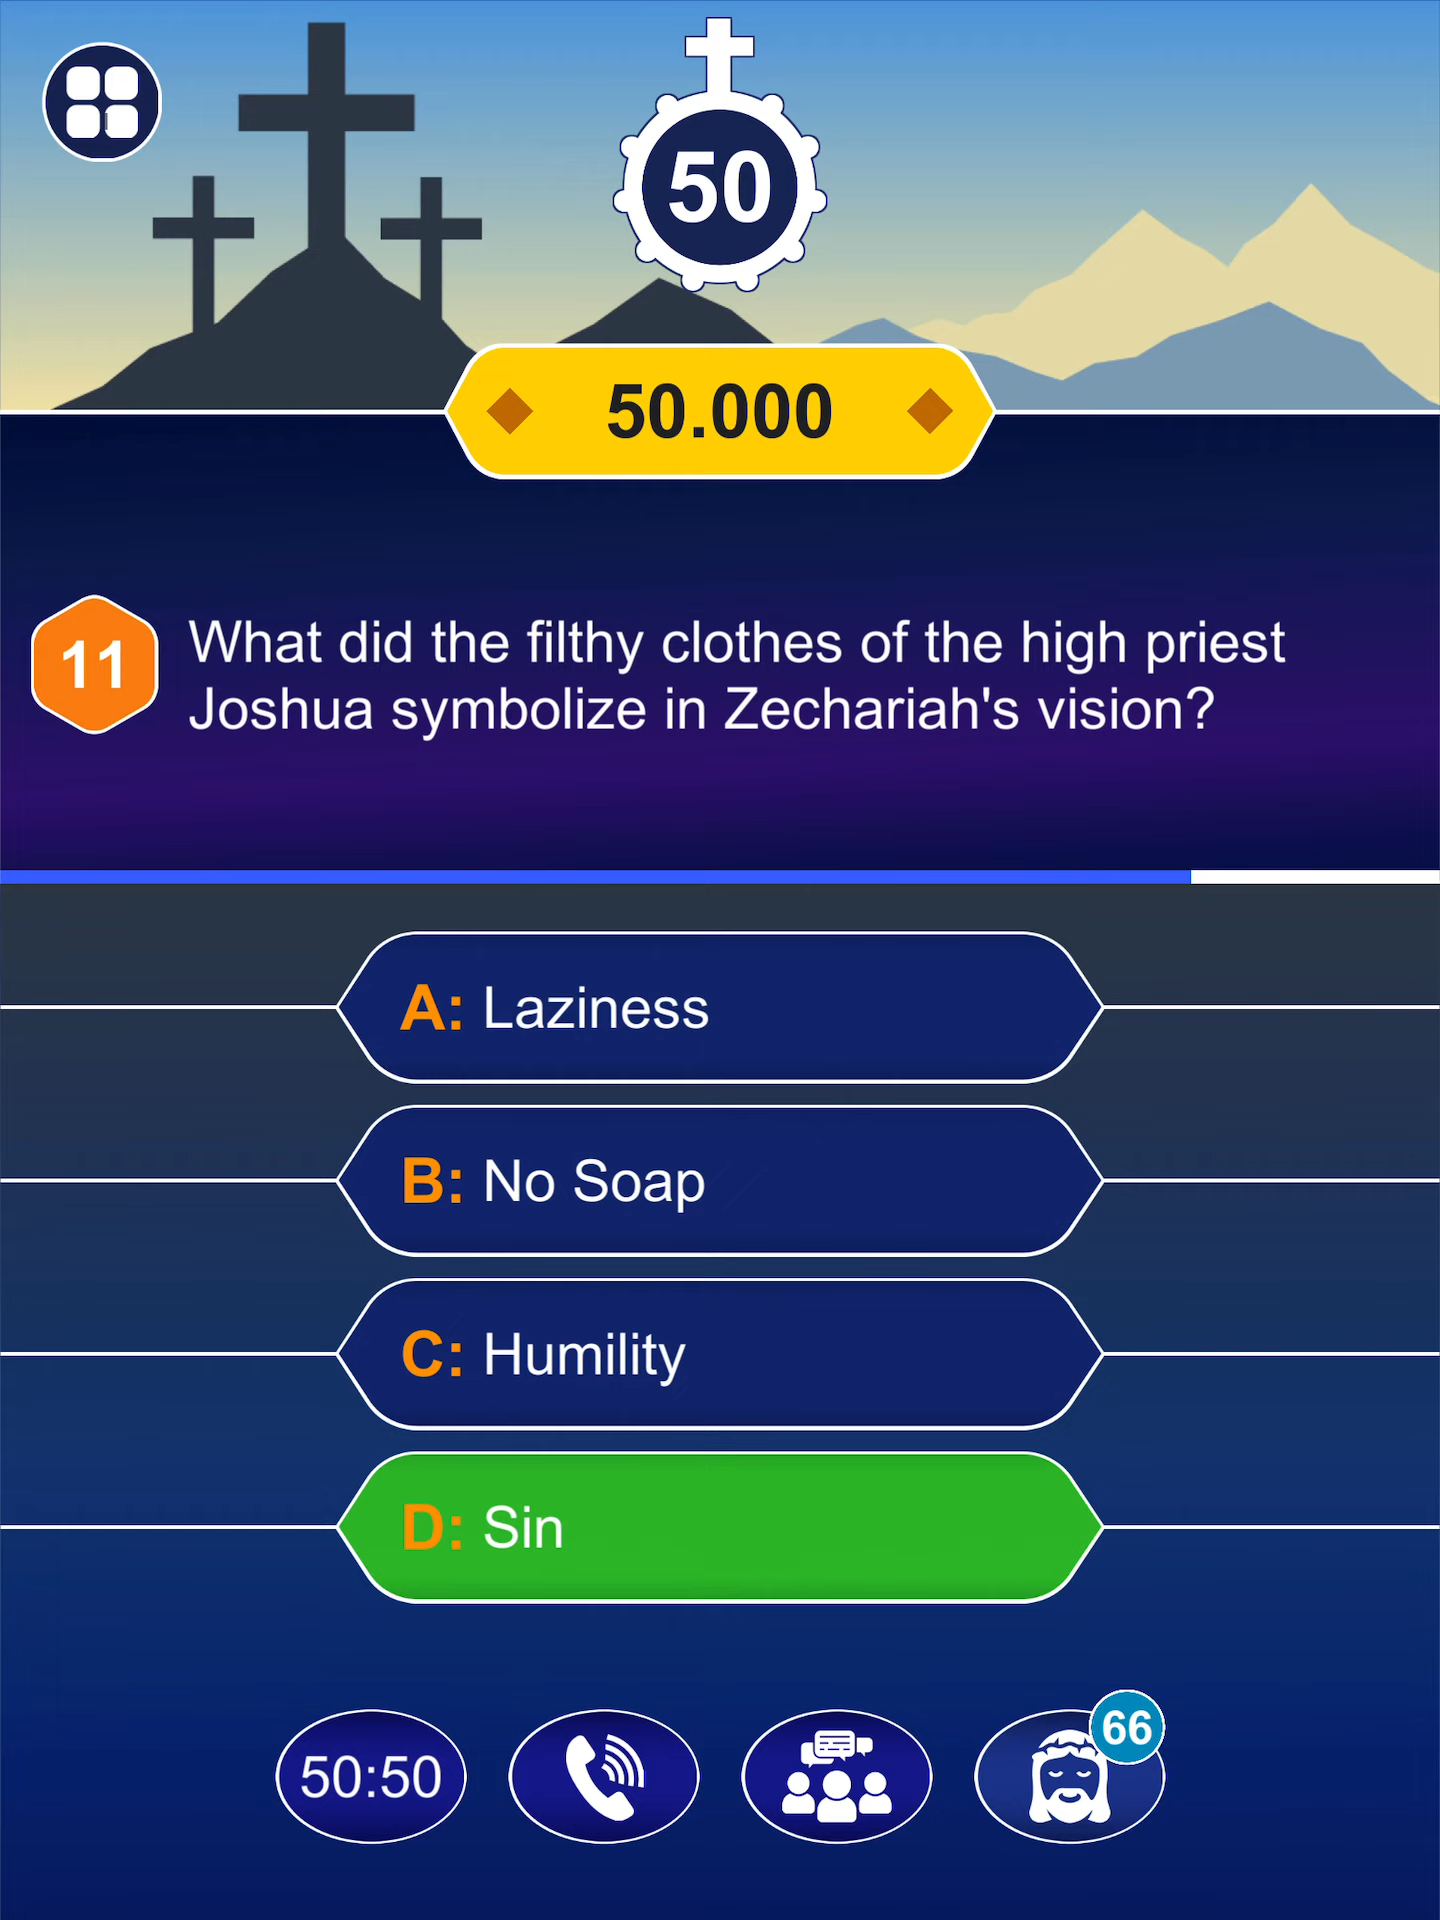 50
50.000
11
What did the filthy clothes of the high priest
Joshua symbolize in Zechariah's vision?
A: Laziness
B: No Soap
C: Humility
D: Sin
50:50
66